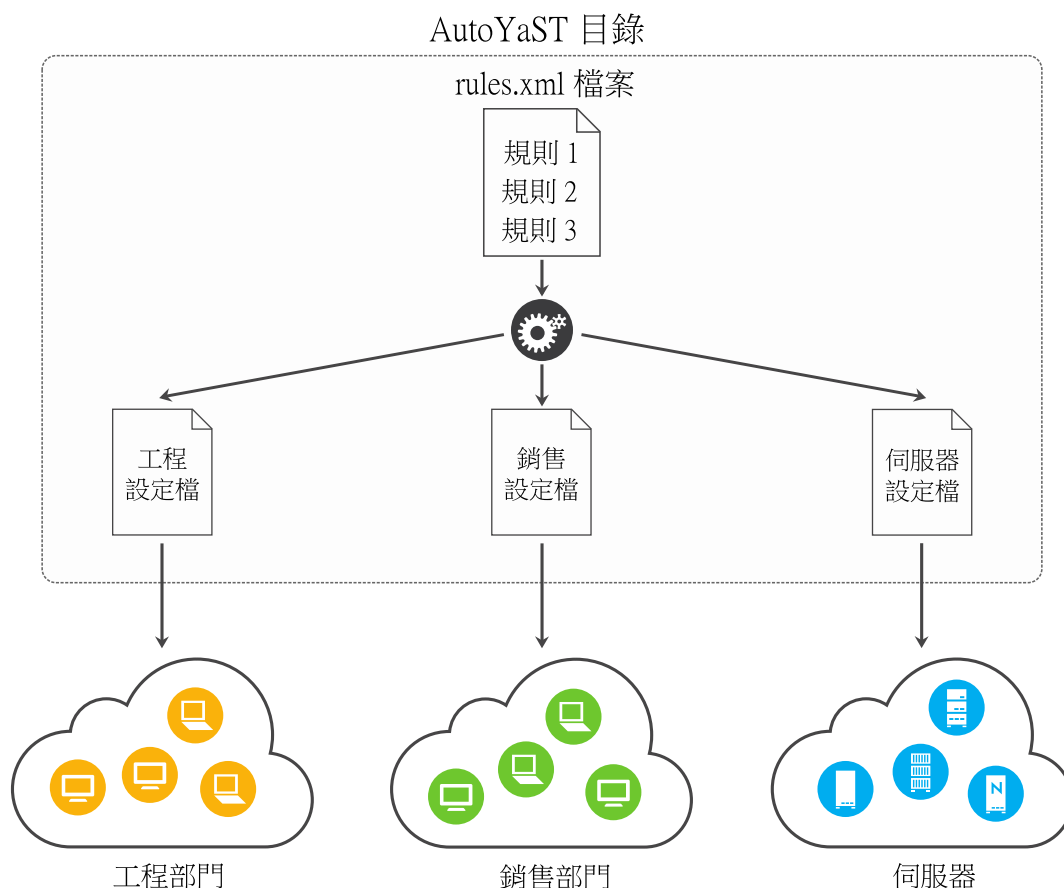 AutoYaST 目錄
rules.xml 檔案
規則 1
規則 2
規則 3
工程
設定檔
銷售
設定檔
伺服器
設定檔
N
工程部門
銷售部門
伺服器